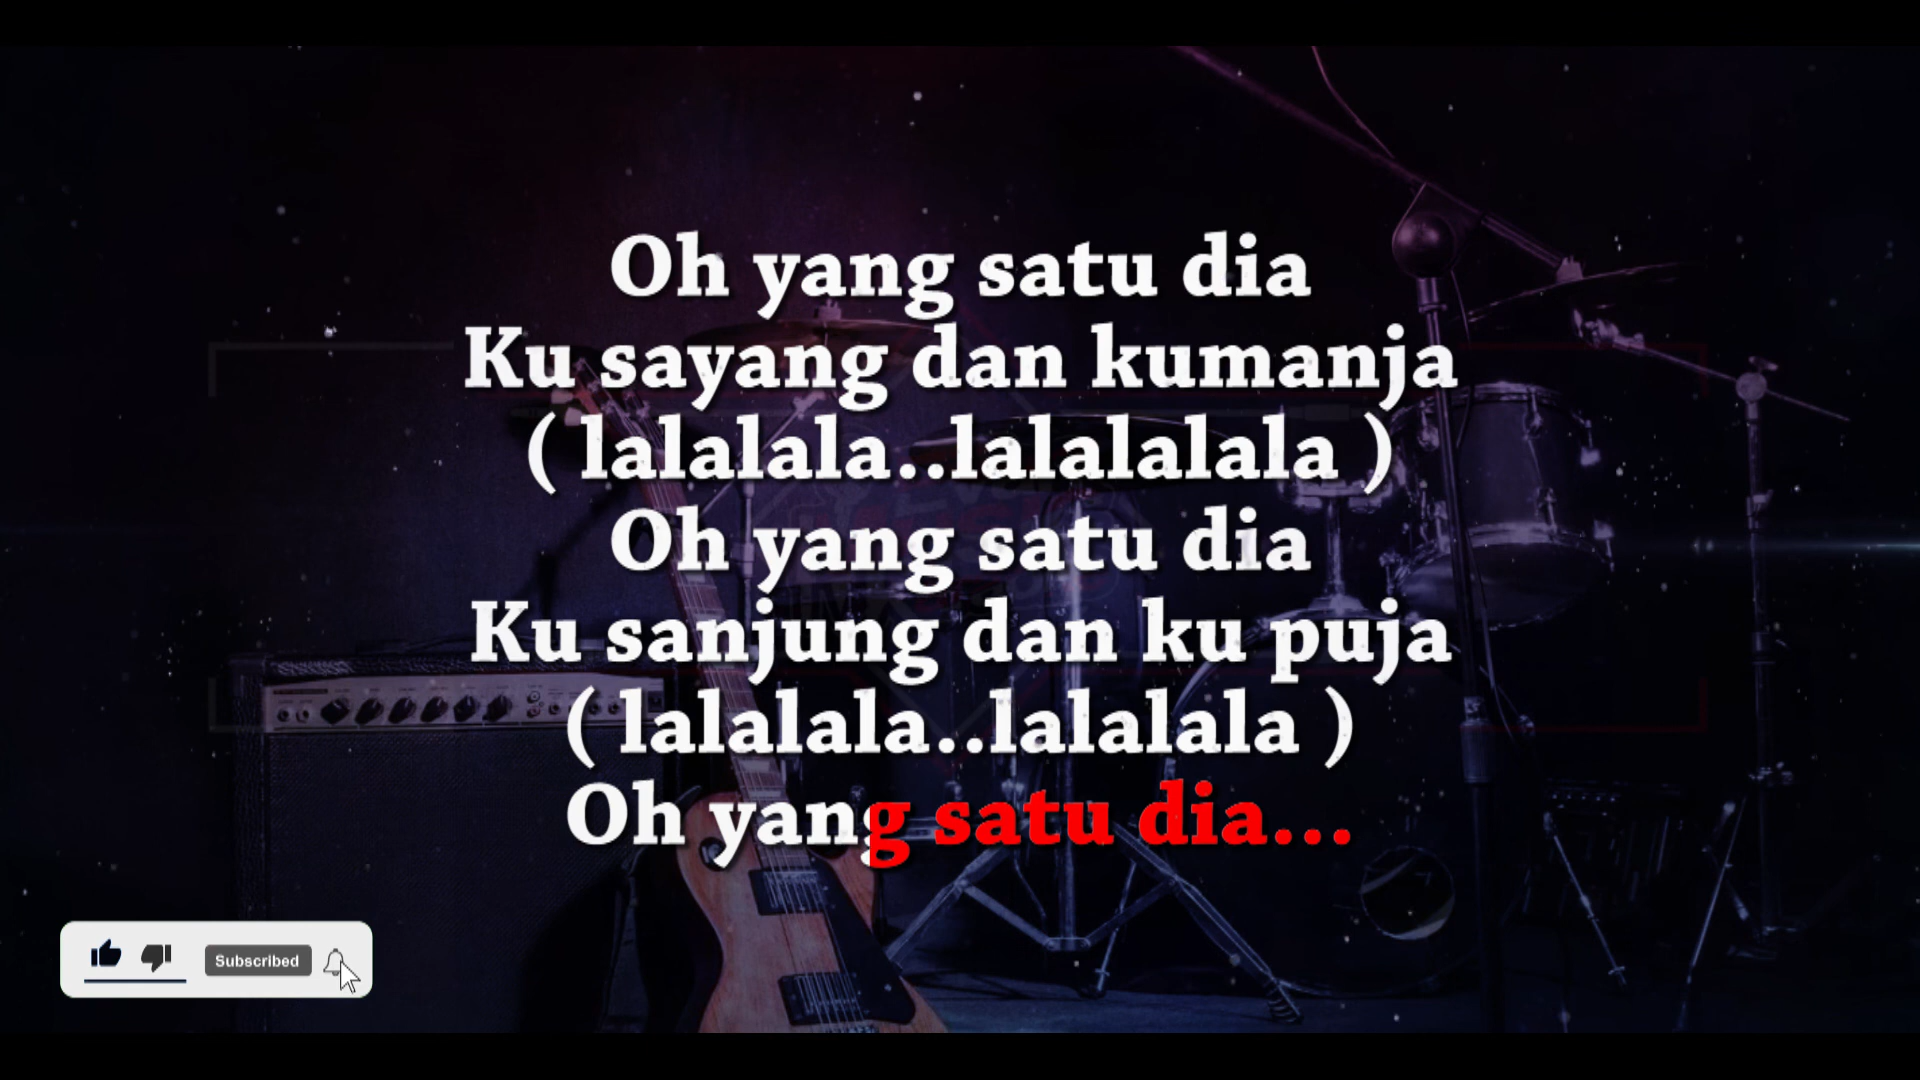 Oh yang satu dia
Ku sayang dan kumanja
( lalalala..lalalalala )
Oh yang satu dia
Ku sanjung dan ku puja
( lalalala..lalalala )
Oh yang satu dia...
Subscribed